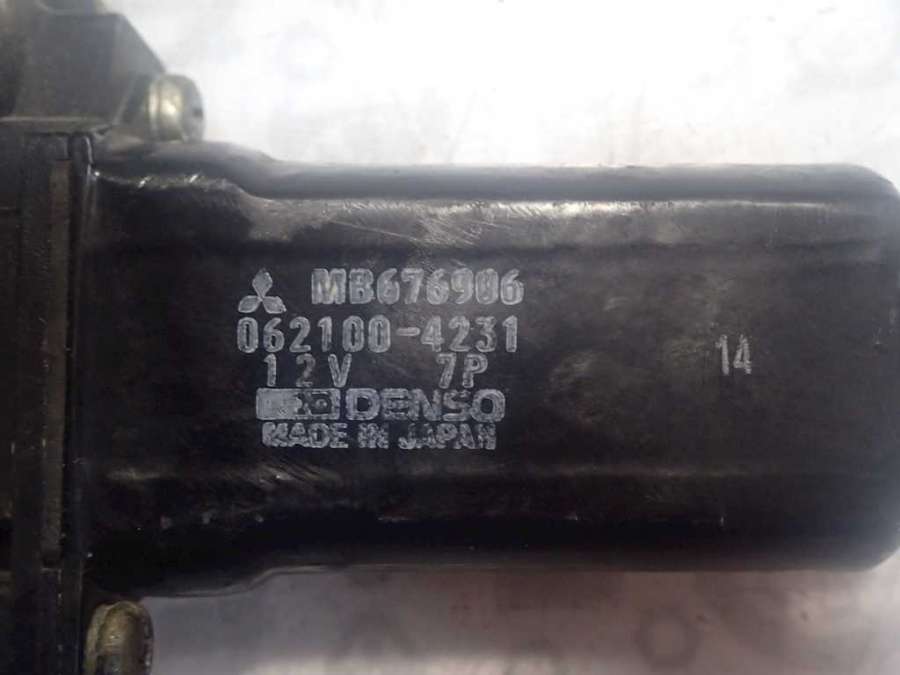 MB676906
062100-4231
12V 7P
DENSO
MADE IN JAPAN
14